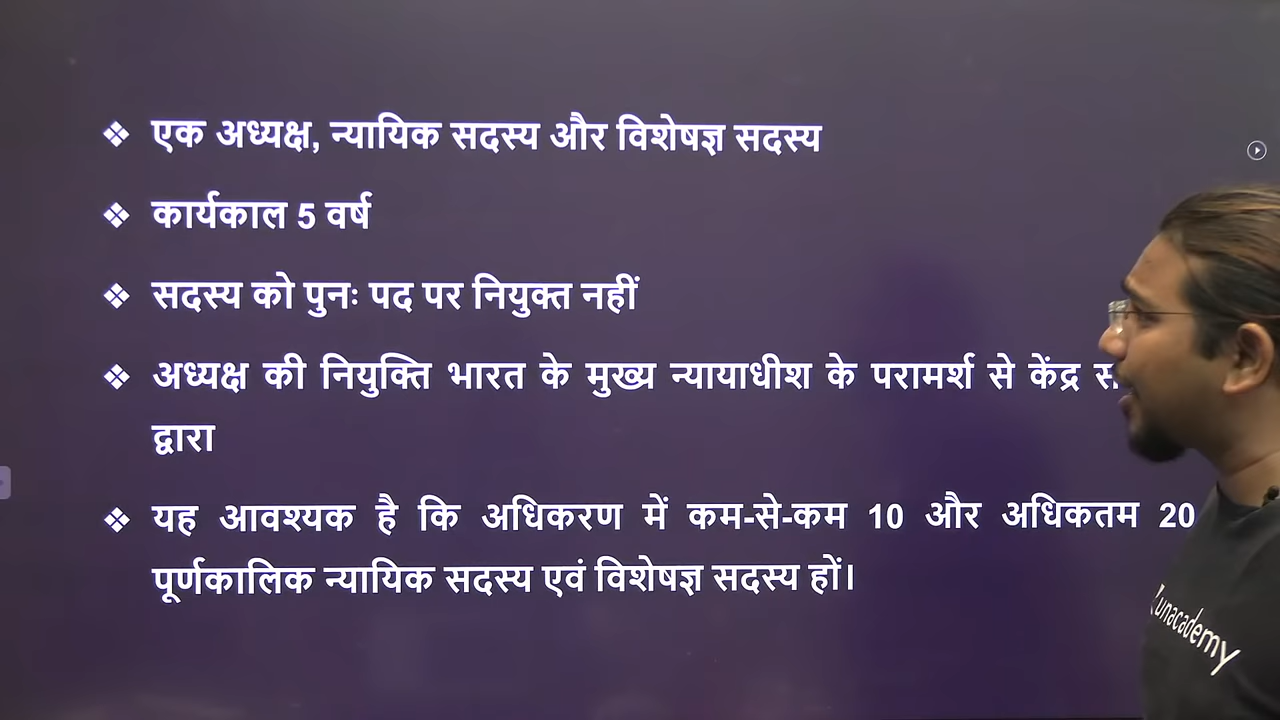 ❖ एक अध्यक्ष, न्यायिक सदस्य और विशेषज्ञ सदस्य
❖ कार्यकाल 5 वर्ष
❖ सदस्य को पुनः पद पर नियुक्त नहीं
❖ अध्यक्ष की नियुक्ति भारत के मुख्य न्यायाधीश के परामर्श से केंद्र
द्वारा
❖ यह आवश्यक है कि अधिकरण में कम-से-कम 10 और अधिकतम 20
पूर्णकालिक न्यायिक सदस्य एवं विशेषज्ञ सदस्य हों।
unacademy